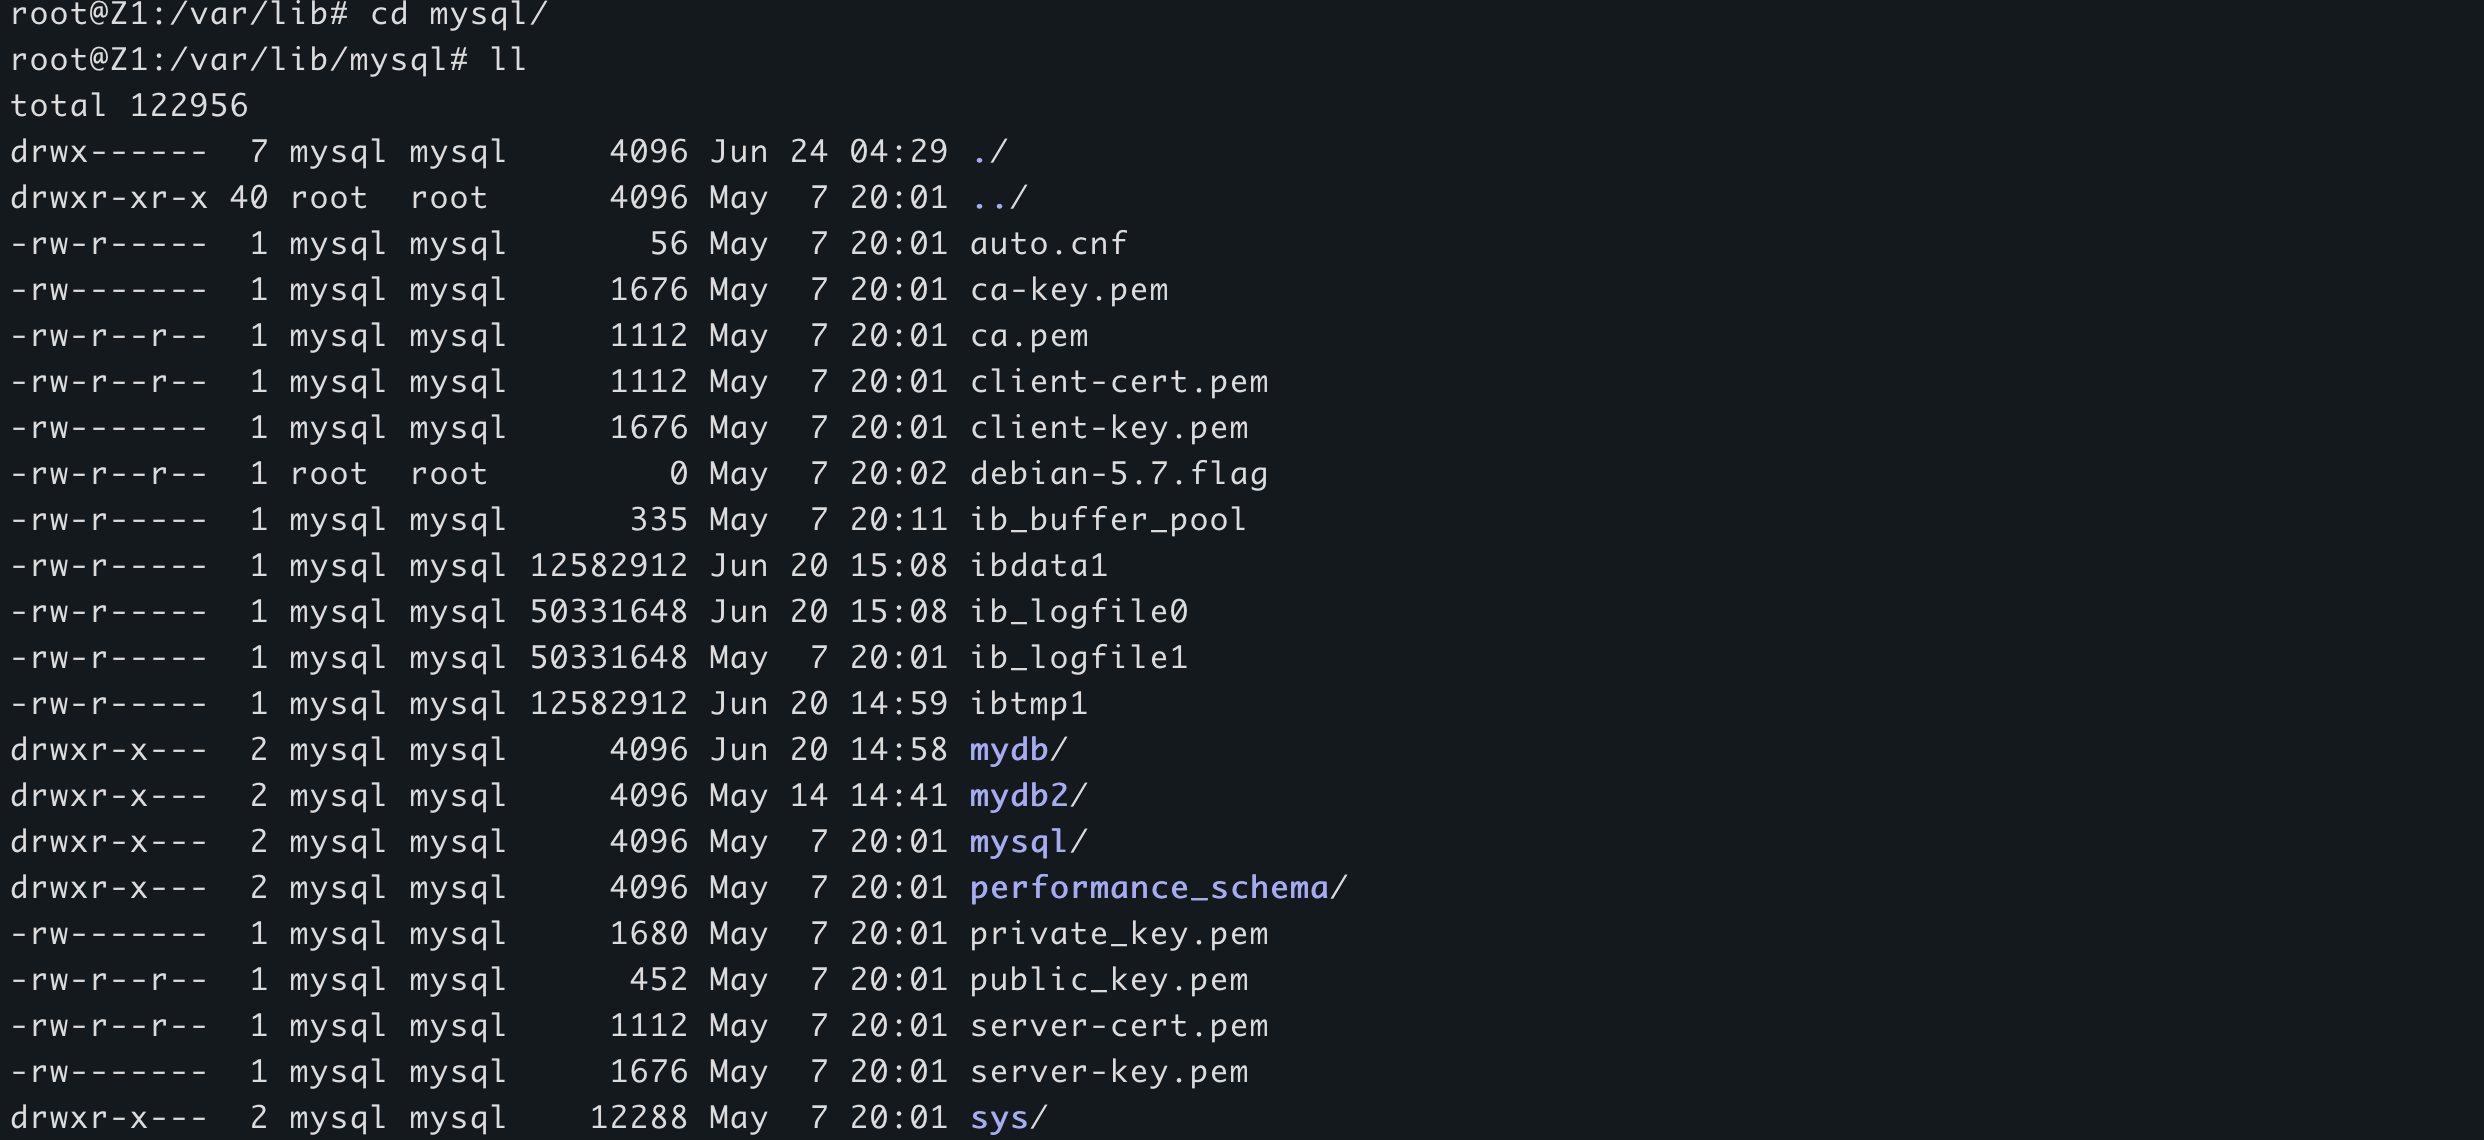 root@Z1:/var/lib# cd mysql/
root@Z1:/var/lib/mysql# ll
total 122956
drwx------  7 mysql mysql     4096 Jun 24 04:29 ./
drwxr-xr-x 40 root  root      4096 May  7 20:01 ../
-rw-r-----  1 mysql mysql       56 May  7 20:01 auto.cnf
-rw-------  1 mysql mysql     1676 May  7 20:01 ca-key.pem
-rw-r--r--  1 mysql mysql     1112 May  7 20:01 ca.pem
-rw-r--r--  1 mysql mysql     1112 May  7 20:01 client-cert.pem
-rw-------  1 mysql mysql     1676 May  7 20:01 client-key.pem
-rw-r--r--  1 root  root         0 May  7 20:02 debian-5.7.flag
-rw-r-----  1 mysql mysql      335 May  7 20:11 ib_buffer_pool
-rw-r-----  1 mysql mysql 12582912 Jun 20 15:08 ibdata1
-rw-r-----  1 mysql mysql 50331648 Jun 20 15:08 ib_logfile0
-rw-r-----  1 mysql mysql 50331648 May  7 20:01 ib_logfile1
-rw-r-----  1 mysql mysql 12582912 Jun 20 14:59 ibtmp1
drwxr-x---  2 mysql mysql     4096 Jun 20 14:58 mydb/
drwxr-x---  2 mysql mysql     4096 May 14 14:41 mydb2/
drwxr-x---  2 mysql mysql     4096 May  7 20:01 mysql/
drwxr-x---  2 mysql mysql     4096 May  7 20:01 performance_schema/
-rw-------  1 mysql mysql     1680 May  7 20:01 private_key.pem
-rw-r--r--  1 mysql mysql      452 May  7 20:01 public_key.pem
-rw-r--r--  1 mysql mysql     1112 May  7 20:01 server-cert.pem
-rw-------  1 mysql mysql     1676 May  7 20:01 server-key.pem
drwxr-x---  2 mysql mysql    12288 May  7 20:01 sys/